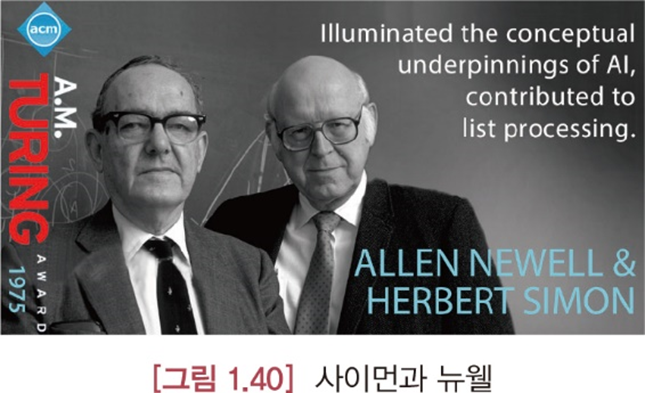 acm
A.M.
TURING
AWARD
1975
Illuminated the conceptual
underpinnings of AI,
contributed to
list processing.
ALLEN NEWELL &
HERBERT SIMON
[그림 1.40] 사이먼과 뉴웰